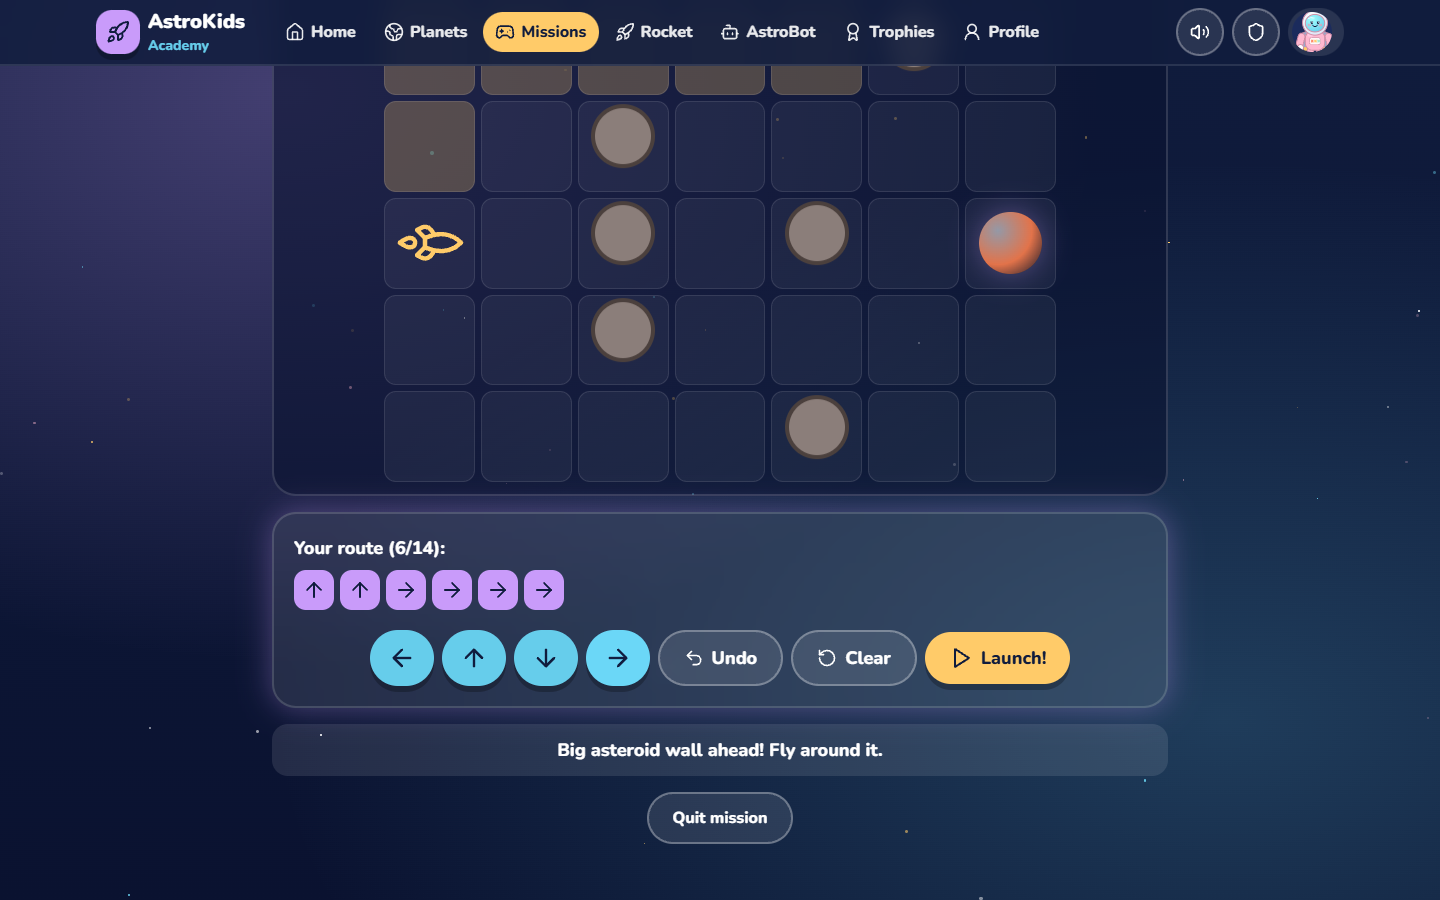 AstroKids
Academy
Home
Planets
Missions
Rocket
AstroBot
Trophies
Profile
Your route (6/14):
Undo
Clear
Launch!
Big asteroid wall ahead! Fly around it.
Quit mission